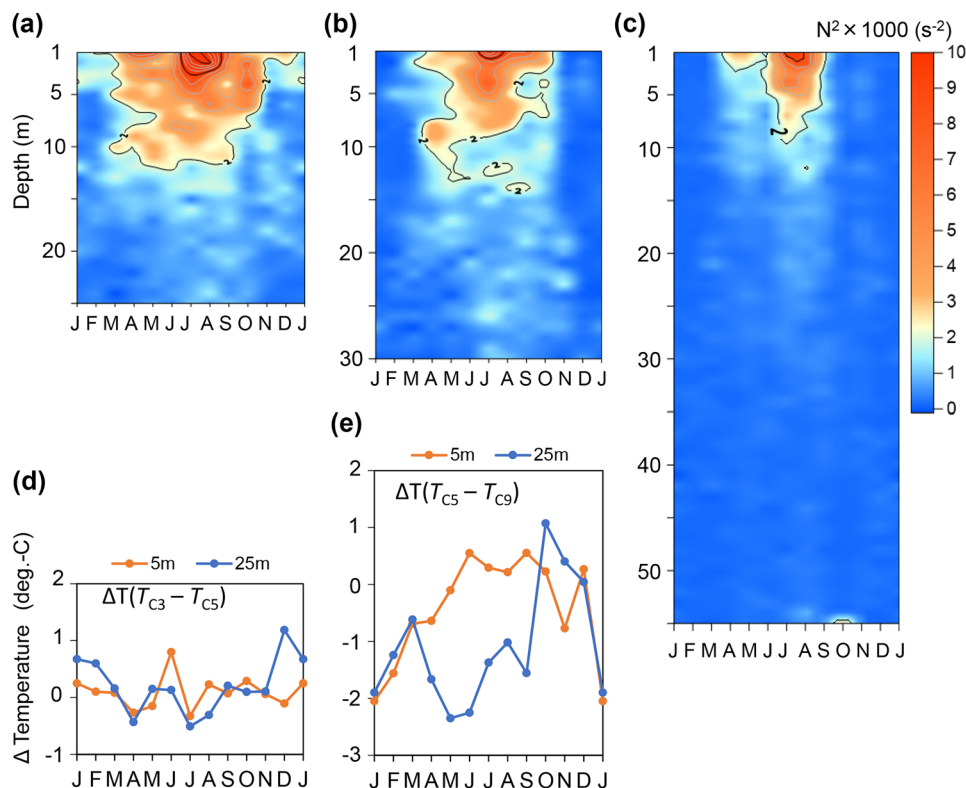 (a)
(b)
(c)
N² × 1000 (s⁻²)
Depth (m)
1
5
10
20
2
2
2
J F M A M J J A S O N D J
1
5
10
20
30
2
2
2
2
2
J F M A M J J A S O N D J
1
5
10
20
30
40
50
2
J F M A M J J A S O N D J
10
9
8
7
6
5
4
3
2
1
0
(d)
5m 25m
ΔT(T_C3 – T_C5)
Δ Temperature (deg.-C)
2
1
0
-1
J F M A M J J A S O N D J
(e)
5m 25m
ΔT(T_C5 – T_C9)
2
1
0
-1
-2
-3
J F M A M J J A S O N D J